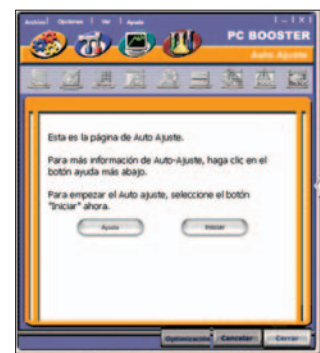 Archivo | Opciones | Ver | Ayuda
PC BOOSTER
Auto Ajuste
Esta es la página de Auto Ajuste.
Para más información de Auto-Ajuste, haga clic en el
botón ayuda más abajo.
Para empezar el Auto ajuste, seleccione el botón
"Iniciar" ahora.
Ayuda
Iniciar
Optimización
Cancelar
Cerrar